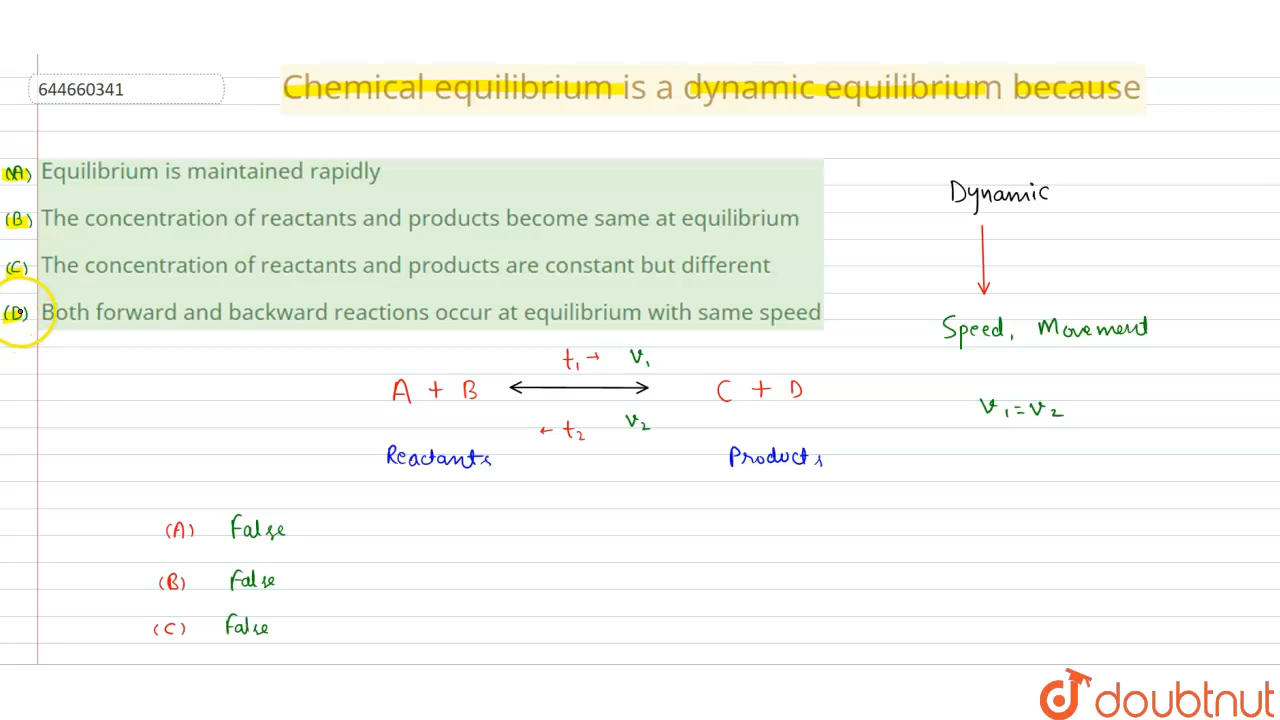 644660341
Chemical equilibrium is a dynamic equilibrium because
(A) Equilibrium is maintained rapidly
(B) The concentration of reactants and products become same at equilibrium
(C) The concentration of reactants and products are constant but different
(D) Both forward and backward reactions occur at equilibrium with same speed
Dynamic
Speed, Movement
t₁ → v₁
A + B ⟷ C + D
← t₂ v₂
v₁ = v₂
Reactants Products
(A) False
(B) False
(C) False
doubtnut